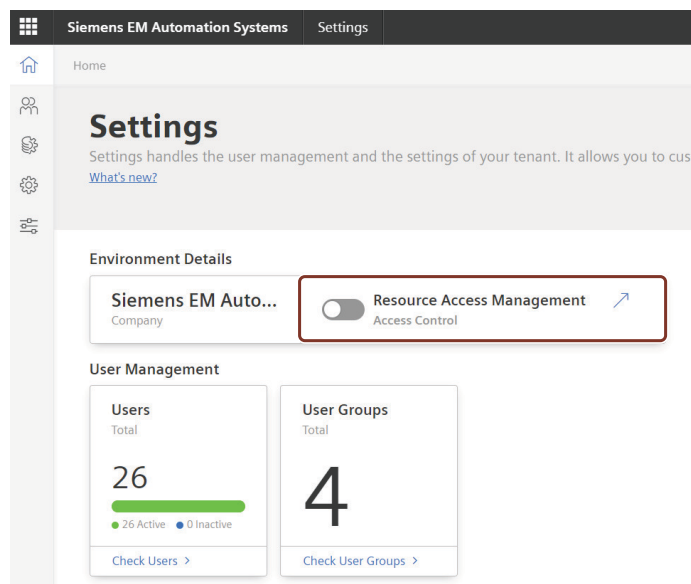 Siemens EM Automation Systems Settings
Home
Settings
Settings handles the user management and the settings of your tenant. It allows you to cus
What's new?
Environment Details
Siemens EM Auto...
Company
Resource Access Management
Access Control
User Management
Users
Total
26
26 Active 0 Inactive
Check Users >
User Groups
Total
4
Check User Groups >